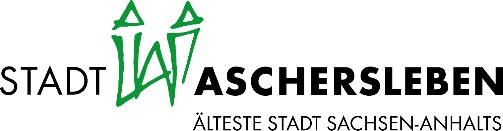 STADT ASCHERSLEBEN
ÄLTESTE STADT SACHSEN-ANHALTS